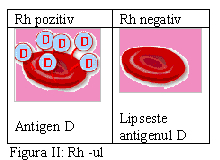 Rh pozitiv
Rh negativ
D
D
D
D
D
D
D
Antigen D
Lipseste
antigenul D
Figura II: Rh -ul